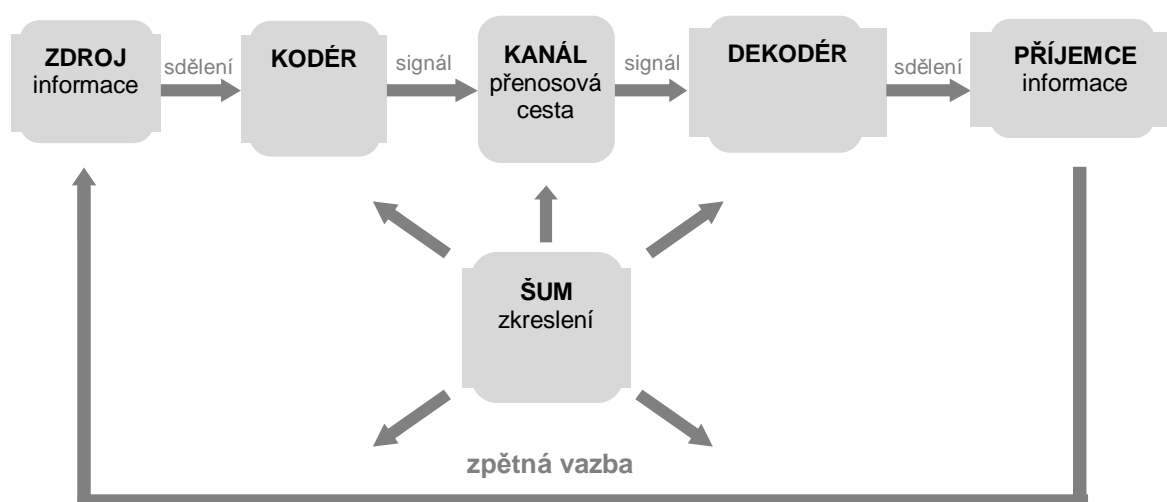 ZDROJ
informace
sdělení
KODÉR
signál
KANÁL
přenosová
cesta
signál
DEKODÉR
sdělení
PŘÍJEMCE
informace
ŠUM
zkreslení
zpětná vazba